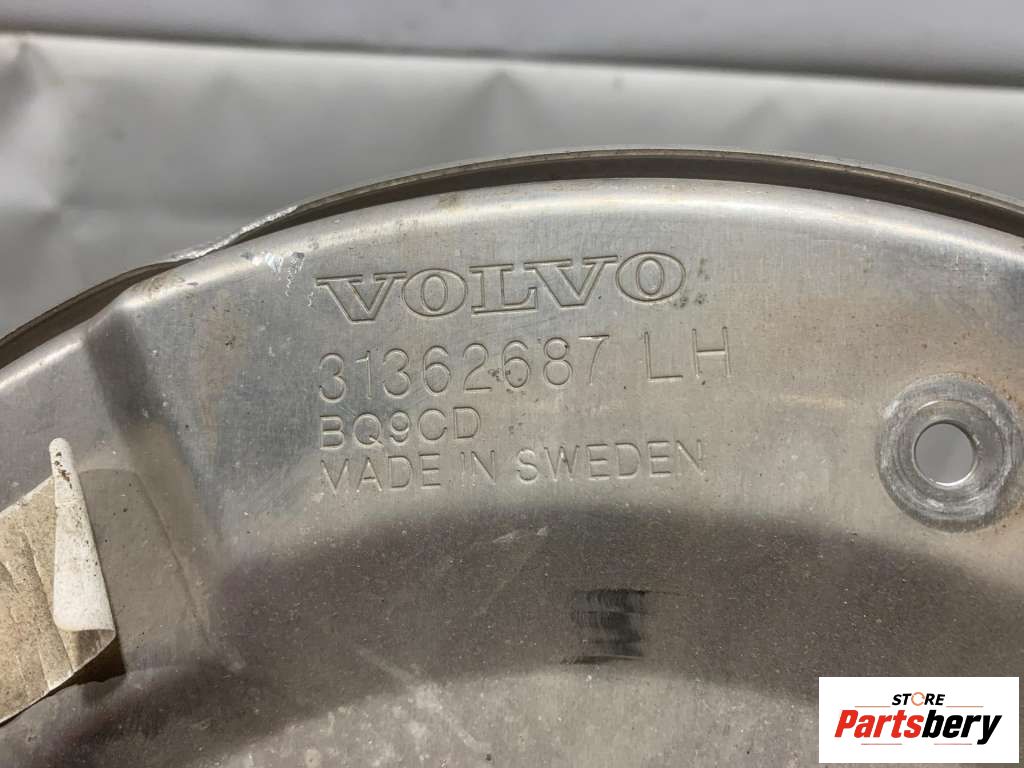 VOLVO
31362687 LH
BQ9CD
MADE IN SWEDEN
STORE
Partsbery